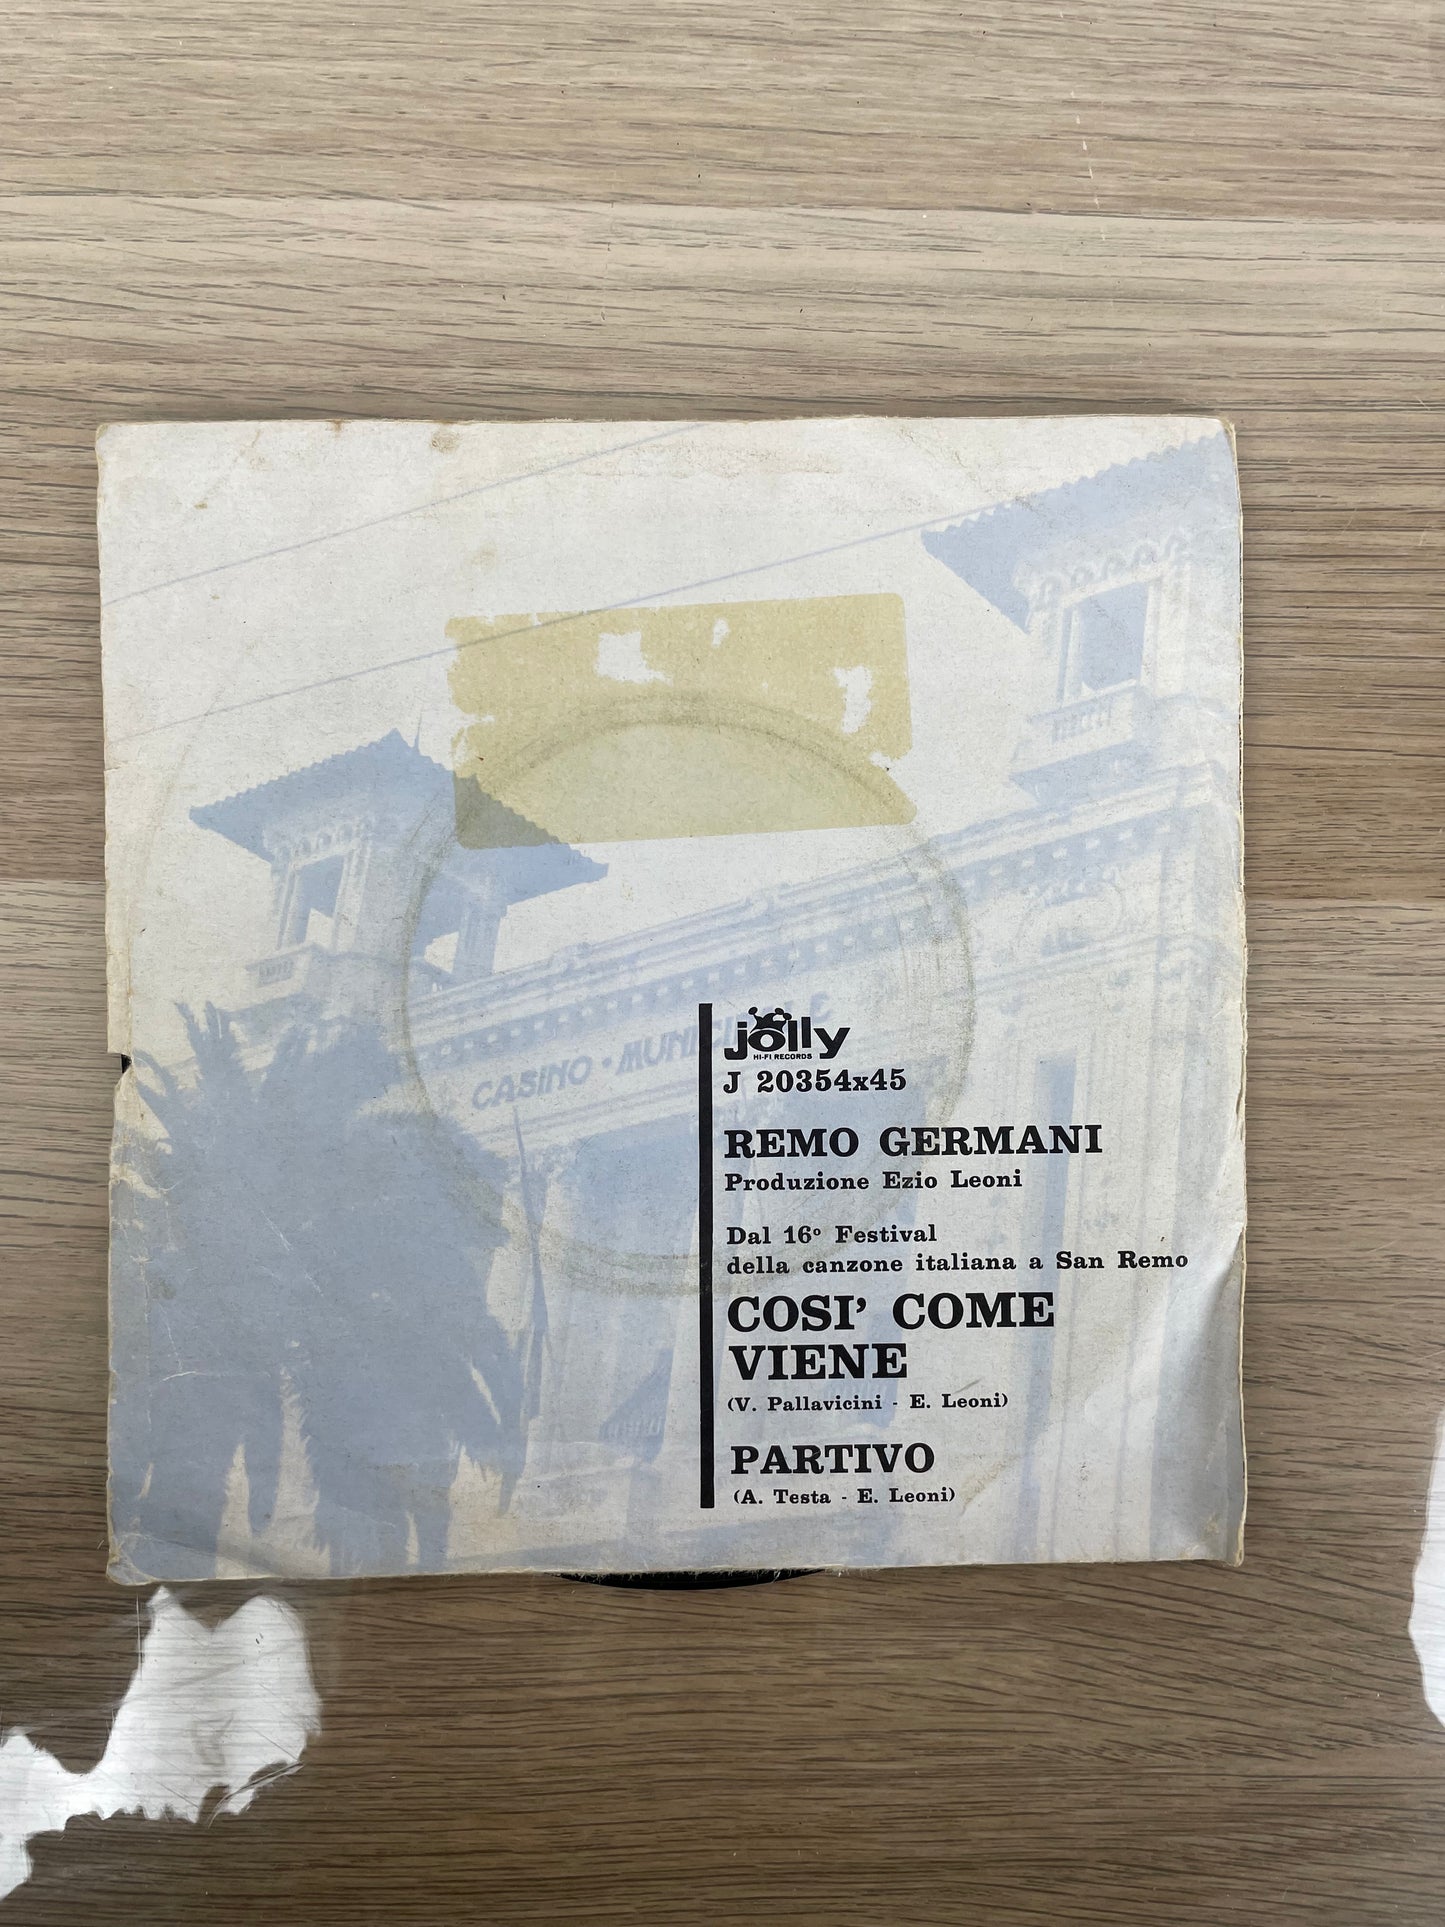 CASINO · MUNICIPALE
jolly
HI-FI RECORDS
J 20354x45
REMO GERMANI
Produzione Ezio Leoni
Dal 16° Festival
della canzone italiana a San Remo
COSI' COME
VIENE
(V. Pallavicini - E. Leoni)
PARTIVO
(A. Testa - E. Leoni)